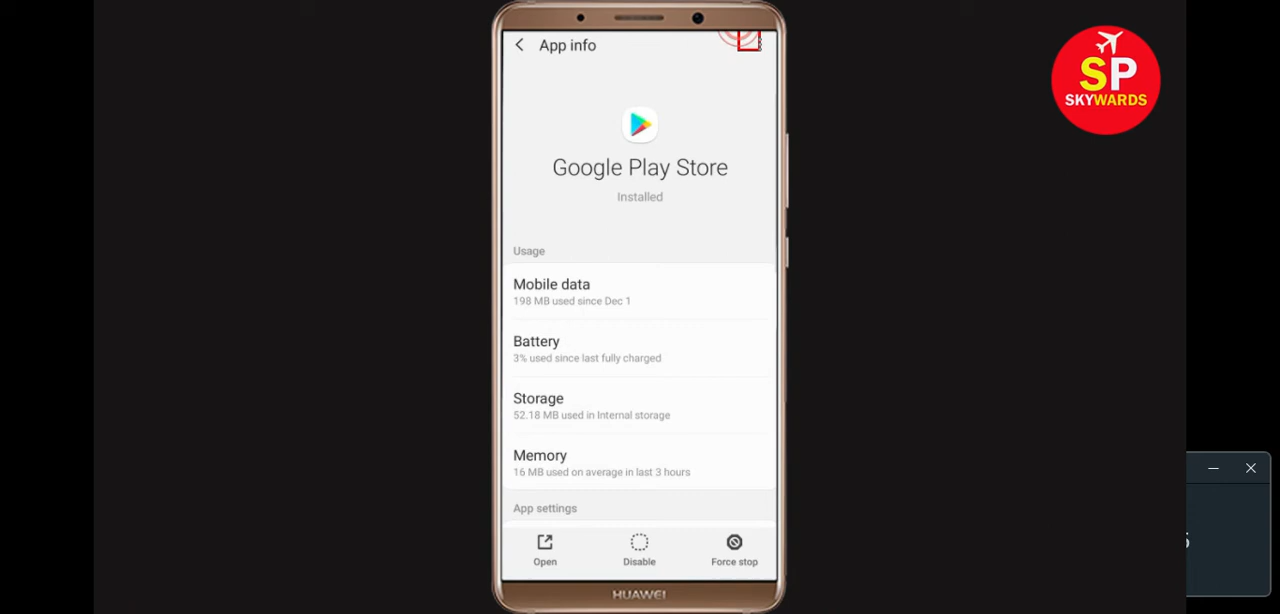 App info
SP
SKYWARDS
Google Play Store
Installed
Usage
Mobile data
198 MB used since Dec 1
Battery
3% used since last fully charged
Storage
52.18 MB used in Internal storage
Memory
16 MB used on average in last 3 hours
App settings
Open
Disable
Force stop
HUAWEI